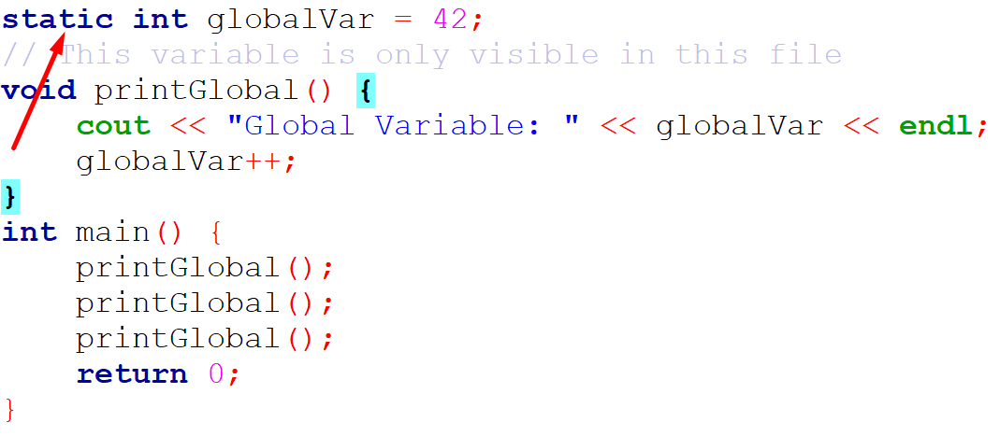 static int globalVar = 42;
// This variable is only visible in this file
void printGlobal() {
    cout << "Global Variable: " << globalVar << endl;
    globalVar++;
}
int main() {
    printGlobal();
    printGlobal();
    printGlobal();
    return 0;
}